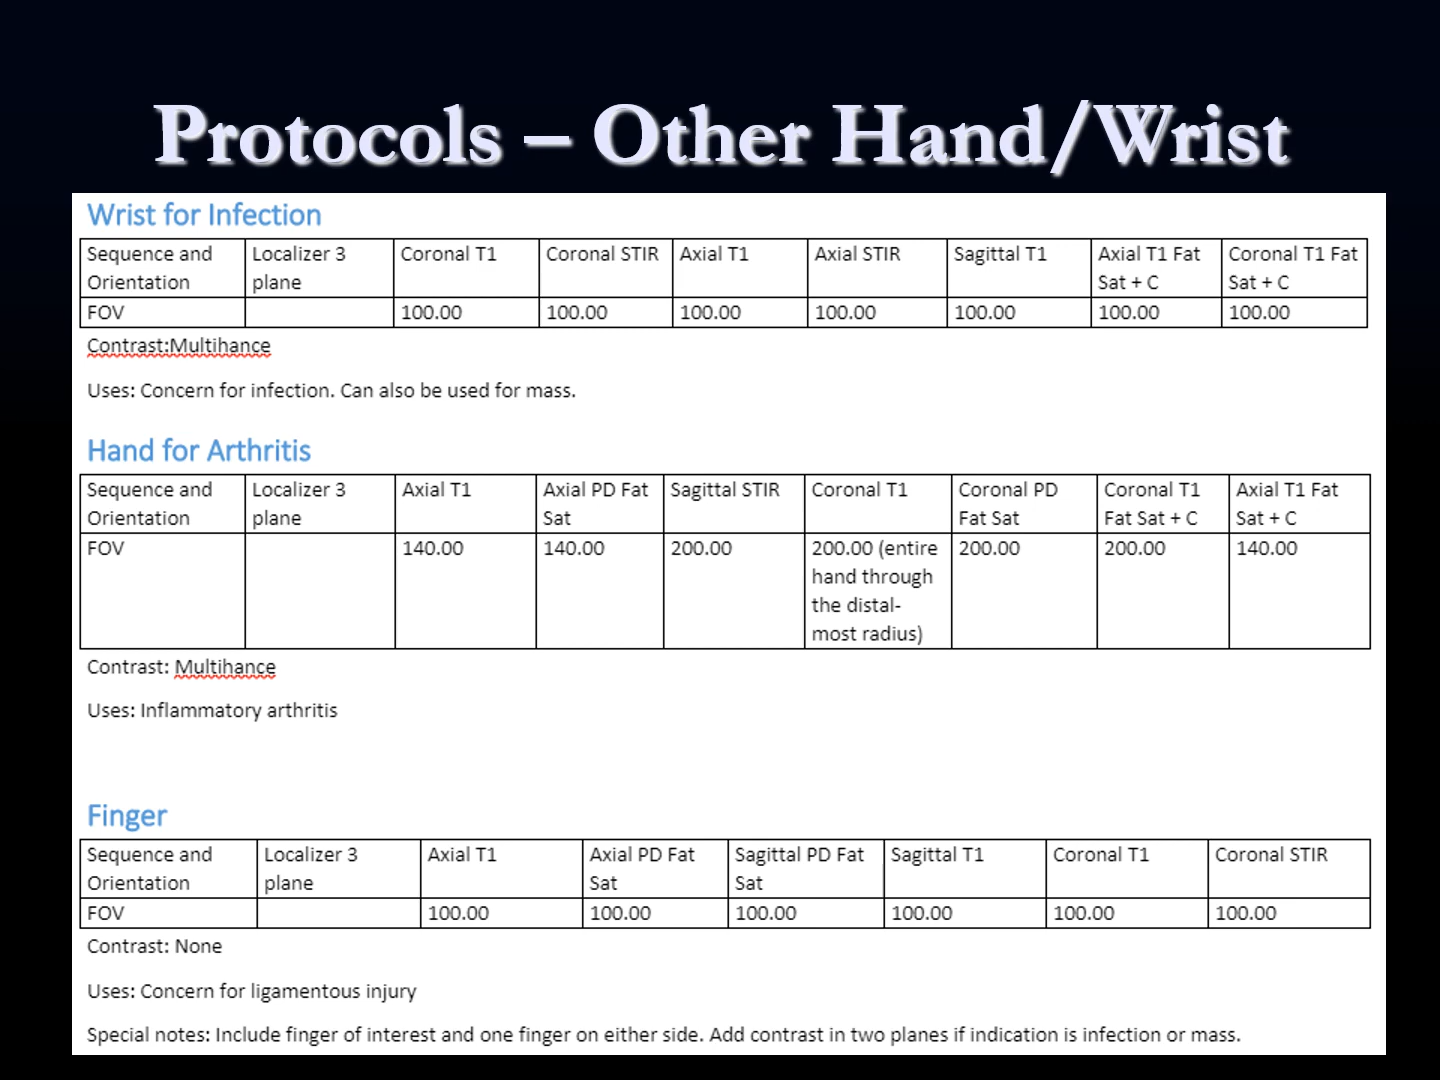 Protocols – Other Hand/Wrist
Wrist for Infection
Sequence and Orientation | Localizer 3 plane | Coronal T1 | Coronal STIR | Axial T1 | Axial STIR | Sagittal T1 | Axial T1 Fat Sat + C | Coronal T1 Fat Sat + C
FOV | | 100.00 | 100.00 | 100.00 | 100.00 | 100.00 | 100.00 | 100.00
Contrast:Multihance
Uses: Concern for infection. Can also be used for mass.
Hand for Arthritis
Sequence and Orientation | Localizer 3 plane | Axial T1 | Axial PD Fat Sat | Sagittal STIR | Coronal T1 | Coronal PD Fat Sat | Coronal T1 Fat Sat + C | Axial T1 Fat Sat + C
FOV | | 140.00 | 140.00 | 200.00 | 200.00 (entire hand through the distal-most radius) | 200.00 | 200.00 | 140.00
Contrast: Multihance
Uses: Inflammatory arthritis
Finger
Sequence and Orientation | Localizer 3 plane | Axial T1 | Axial PD Fat Sat | Sagittal PD Fat Sat | Sagittal T1 | Coronal T1 | Coronal STIR
FOV | | 100.00 | 100.00 | 100.00 | 100.00 | 100.00 | 100.00
Contrast: None
Uses: Concern for ligamentous injury
Special notes: Include finger of interest and one finger on either side. Add contrast in two planes if indication is infection or mass.